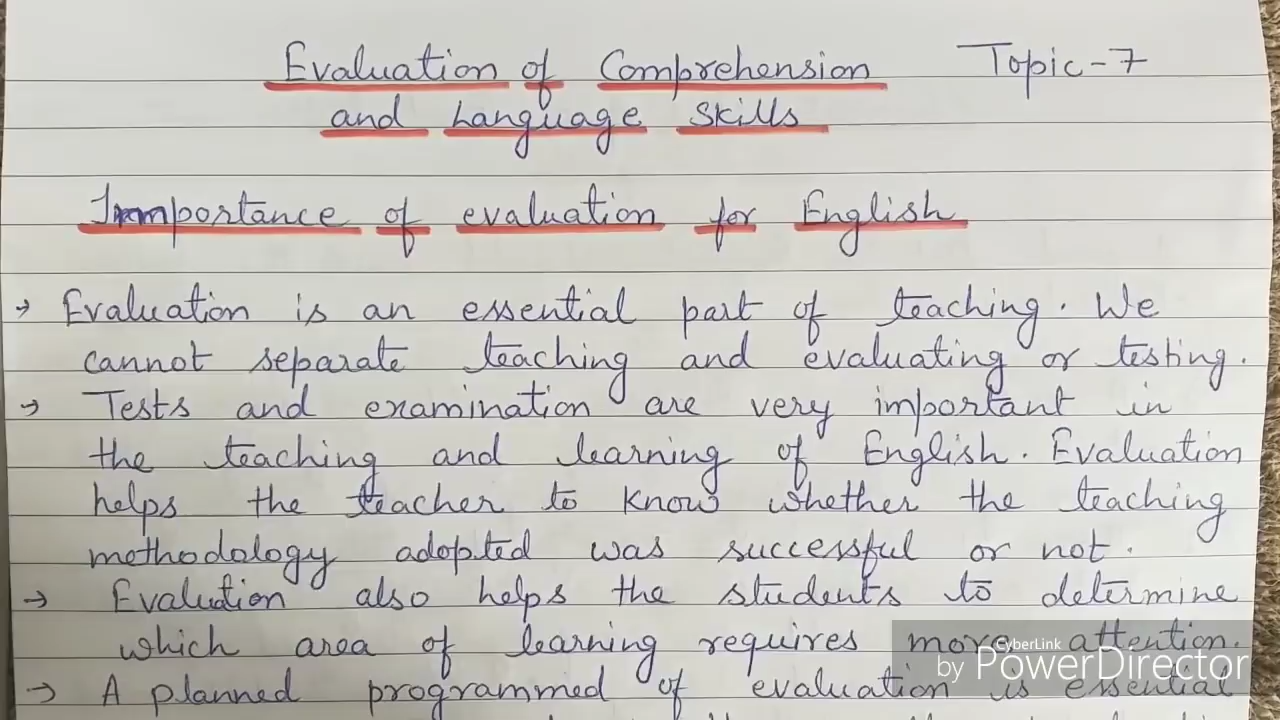 Evaluation of Comprehension Topic-7
and Language Skills
Importance of evaluation for English
→ Evaluation is an essential part of teaching. We
cannot separate teaching and evaluating or testing.
→ Tests and examination are very important in
the teaching and learning of English. Evaluation
helps the teacher to know whether the teaching
methodology adopted was successful or not.
→ Evaluation also helps the students to determine
which area of learning requires more attention.
→ A planned programmed of evaluation is essential
CyberLink
by PowerDirector